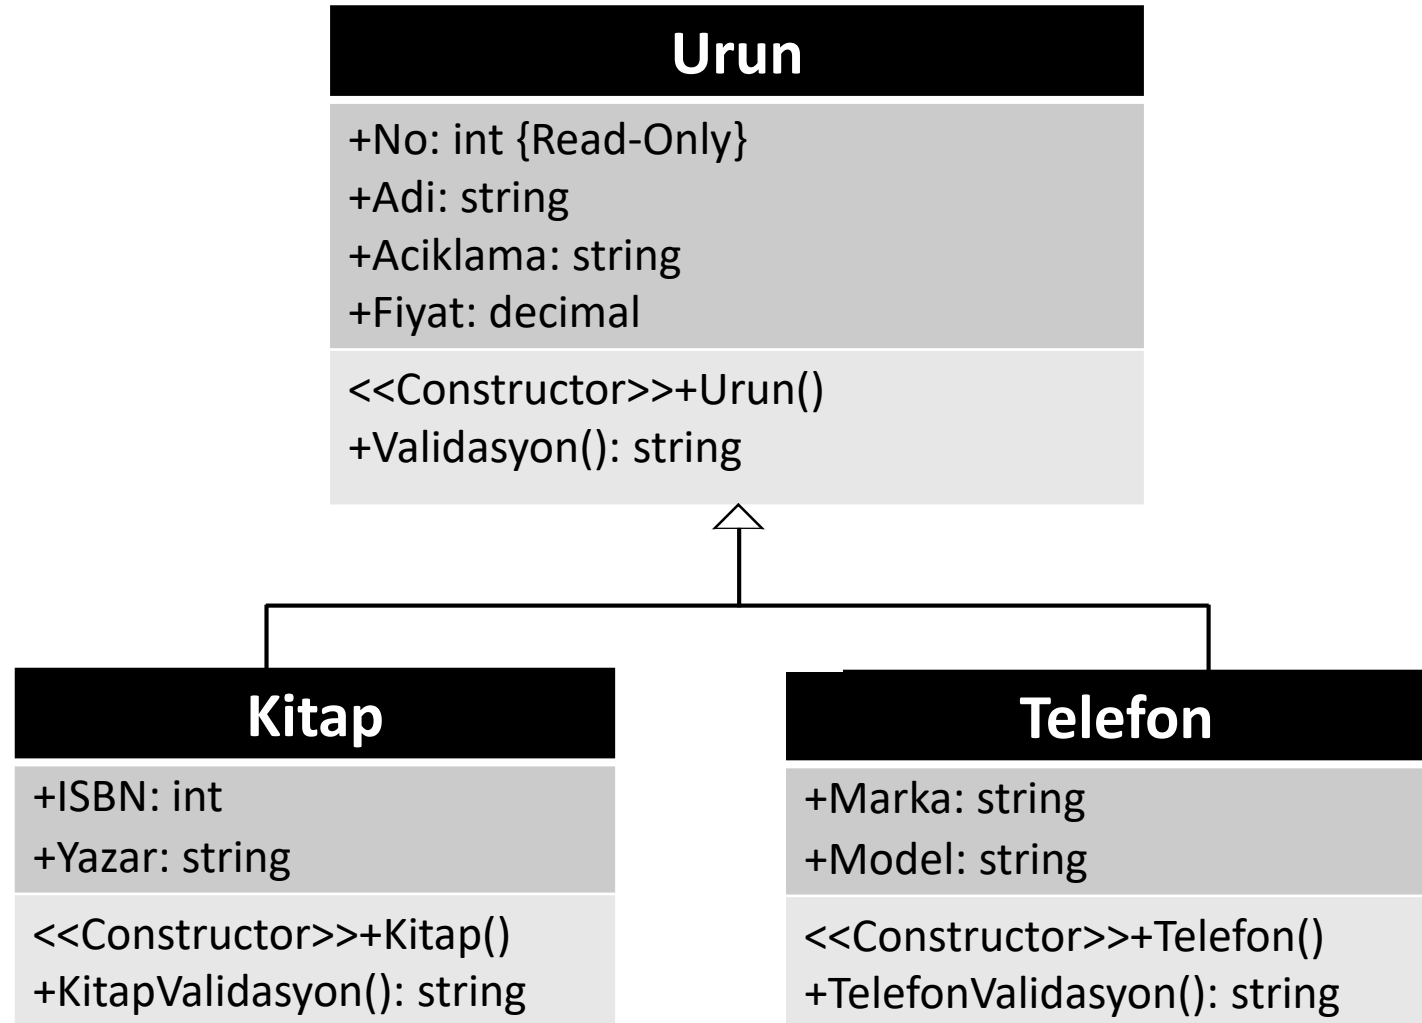 Urun
+No: int {Read-Only}
+Adi: string
+Aciklama: string
+Fiyat: decimal
<<Constructor>>+Urun()
+Validasyon(): string
Kitap
+ISBN: int
+Yazar: string
<<Constructor>>+Kitap()
+KitapValidasyon(): string
Telefon
+Marka: string
+Model: string
<<Constructor>>+Telefon()
+TelefonValidasyon(): string